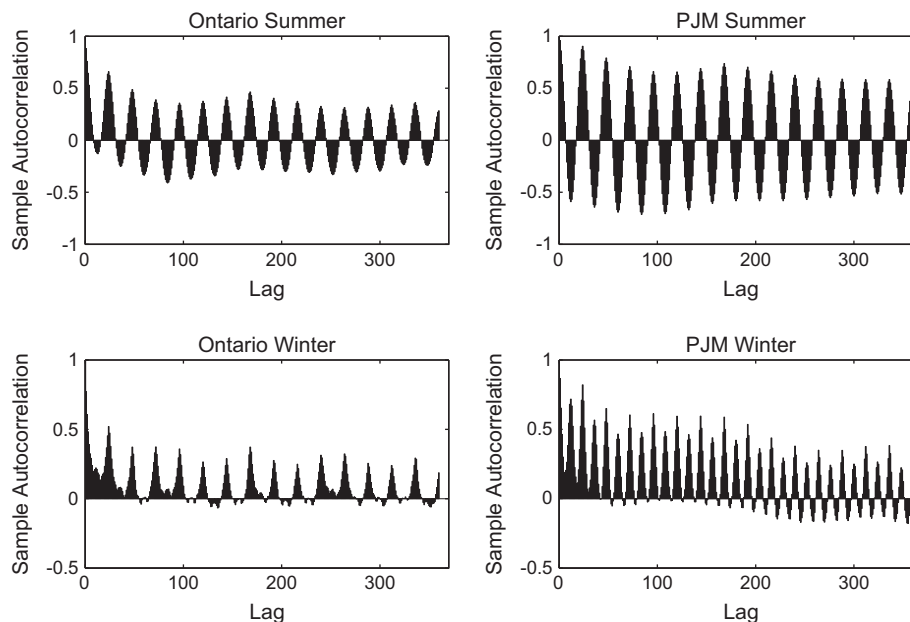 Ontario Summer
PJM Summer
Sample Autocorrelation
1
0.5
0
-0.5
-1
0 100 200 300
Lag
Sample Autocorrelation
1
0.5
0
-0.5
-1
0 100 200 300
Lag
Ontario Winter
PJM Winter
Sample Autocorrelation
1
0.5
0
-0.5
0 100 200 300
Lag
Sample Autocorrelation
1
0.5
0
-0.5
0 100 200 300
Lag